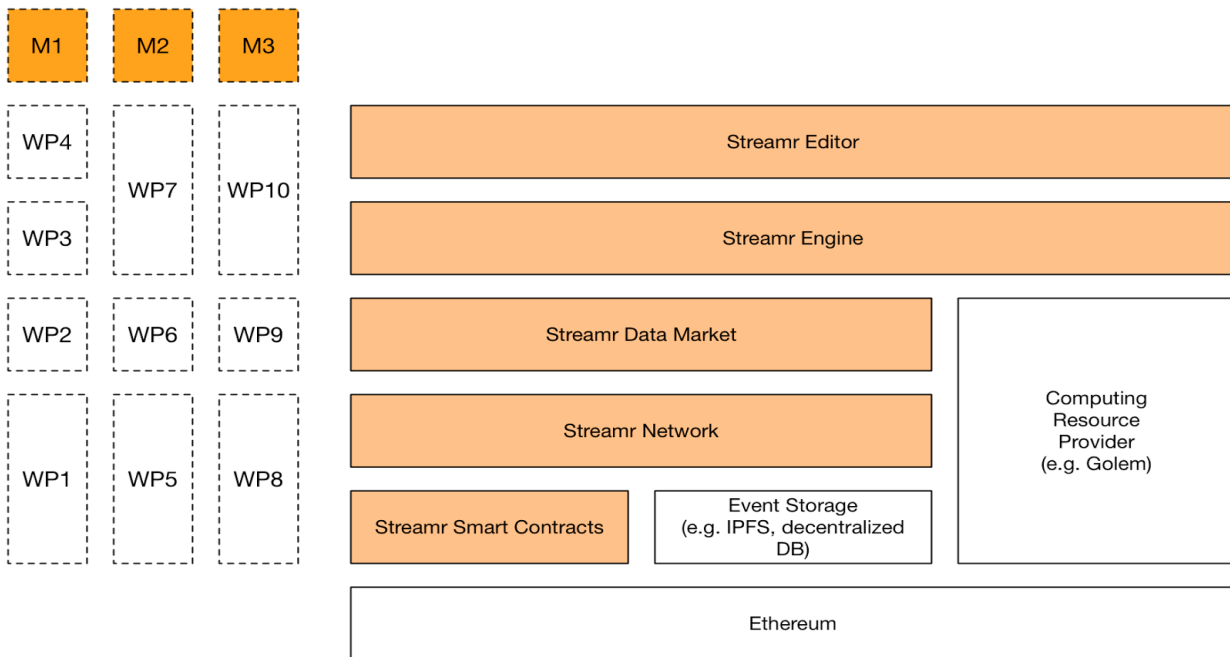 M1 M2 M3
WP4
WP7
WP10
WP3
WP2 WP6 WP9
WP1 WP5 WP8
Streamr Editor
Streamr Engine
Streamr Data Market
Computing
Resource
Provider
(e.g. Golem)
Streamr Network
Streamr Smart Contracts
Event Storage
(e.g. IPFS, decentralized
DB)
Ethereum